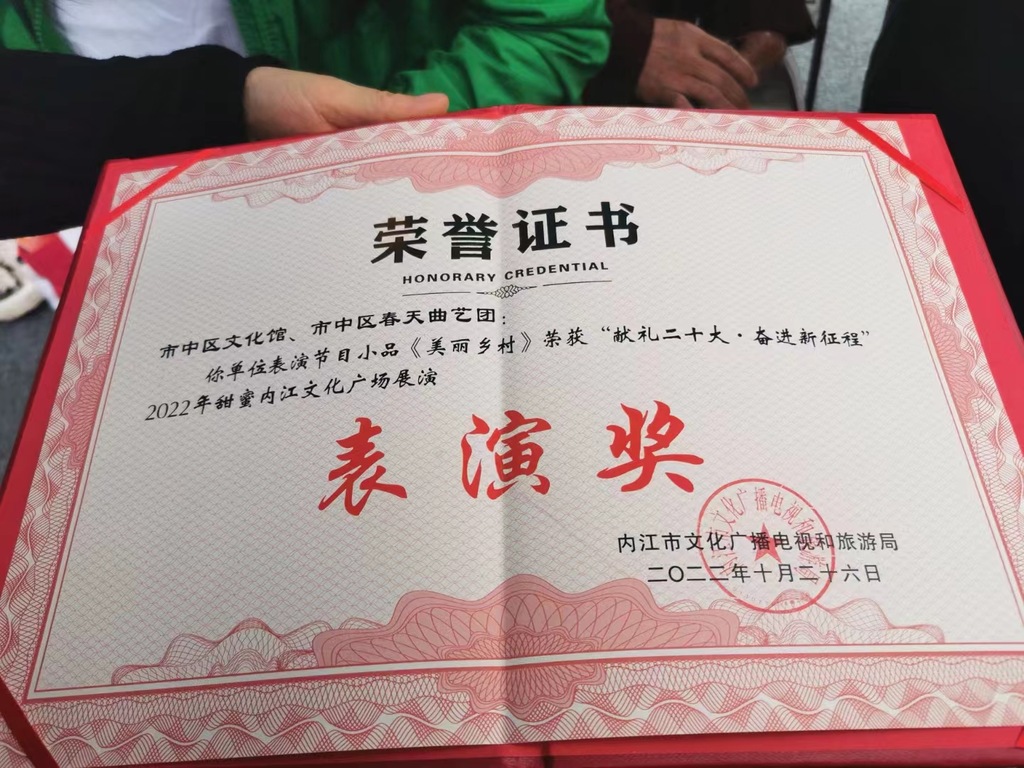 荣誉证书
HONORARY CREDENTIAL
市中区文化馆、市中区春天曲艺团：
你单位表演节目小品《美丽乡村》荣获“献礼二十大·奋进新征程”
2022年甜蜜内江文化广场展演
表演奖
内江市文化广播电视和旅游局
二〇二二年十月二十六日